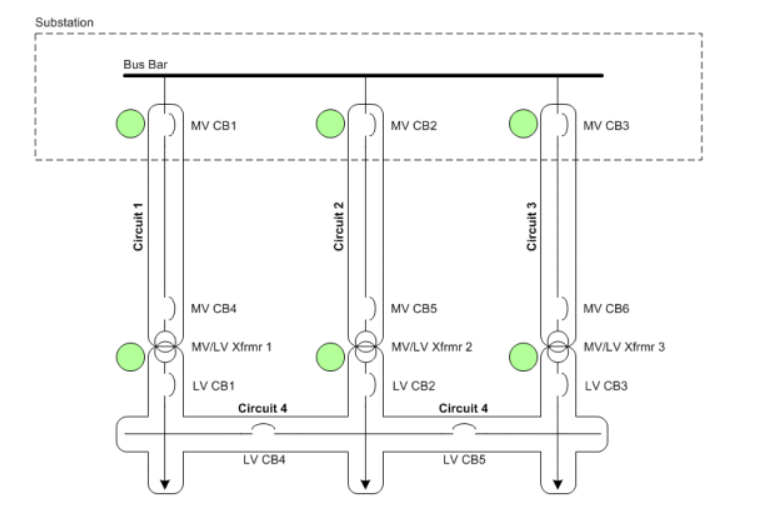 Substation
Bus Bar
MV CB1
MV CB2
MV CB3
Circuit 1
Circuit 2
Circuit 3
MV CB4
MV CB5
MV CB6
MV/LV Xfrmr 1
MV/LV Xfrmr 2
MV/LV Xfrmr 3
LV CB1
LV CB2
LV CB3
Circuit 4
Circuit 4
LV CB4
LV CB5